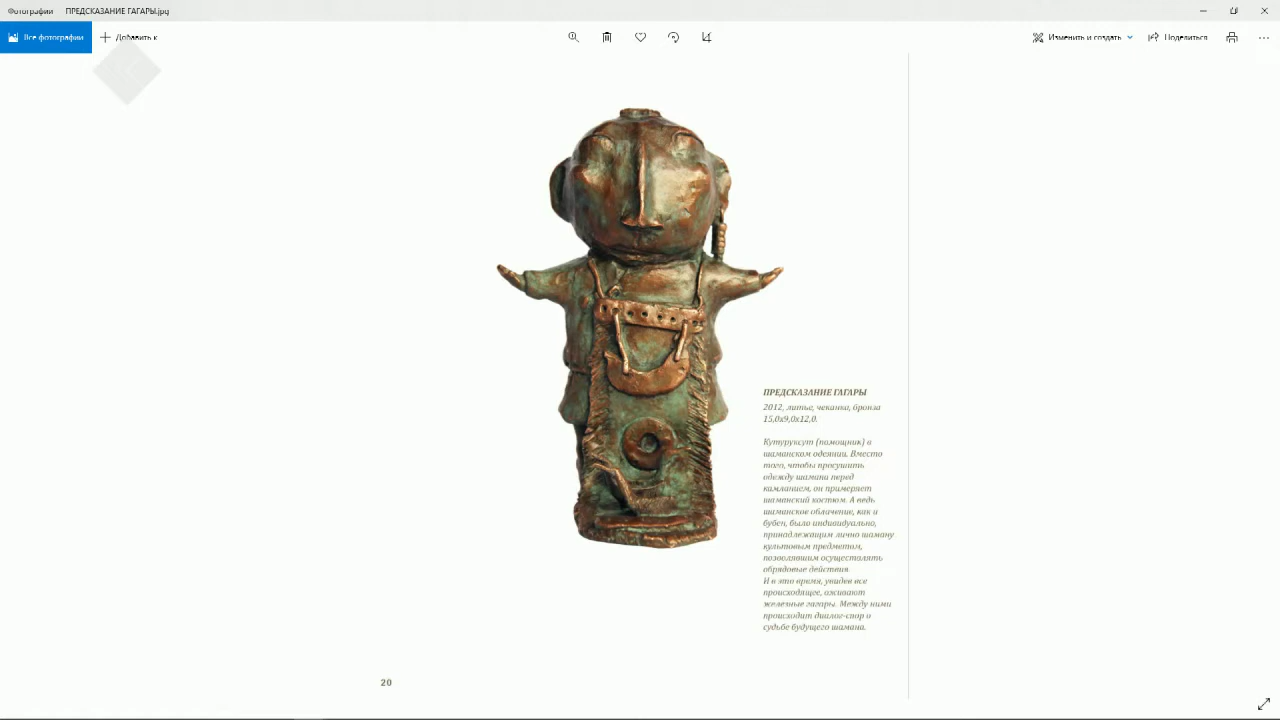 Фотографии ПРЕДСКАЗАНИЕ ГАГАРЫ.jpg
Все фотографии Добавить к Изменить и создать Поделиться
ПРЕДСКАЗАНИЕ ГАГАРЫ
2012, литье, чеканка, бронза
15,0х9,0х12,0.
Кутуруксут (помощник) в
шаманском одеянии. Вместо
того, чтобы просушить
одежду шамана перед
камланием, он примеряет
шаманский костюм. А ведь
шаманское облачение, как и
бубен, было индивидуально,
принадлежащим лично шаману
культовым предметом,
позволявшим осуществлять
обрядовые действия.
И в это время, увидев все
происходящее, оживают
железные гагары. Между ними
происходит диалог-спор о
судьбе будущего шамана.
20